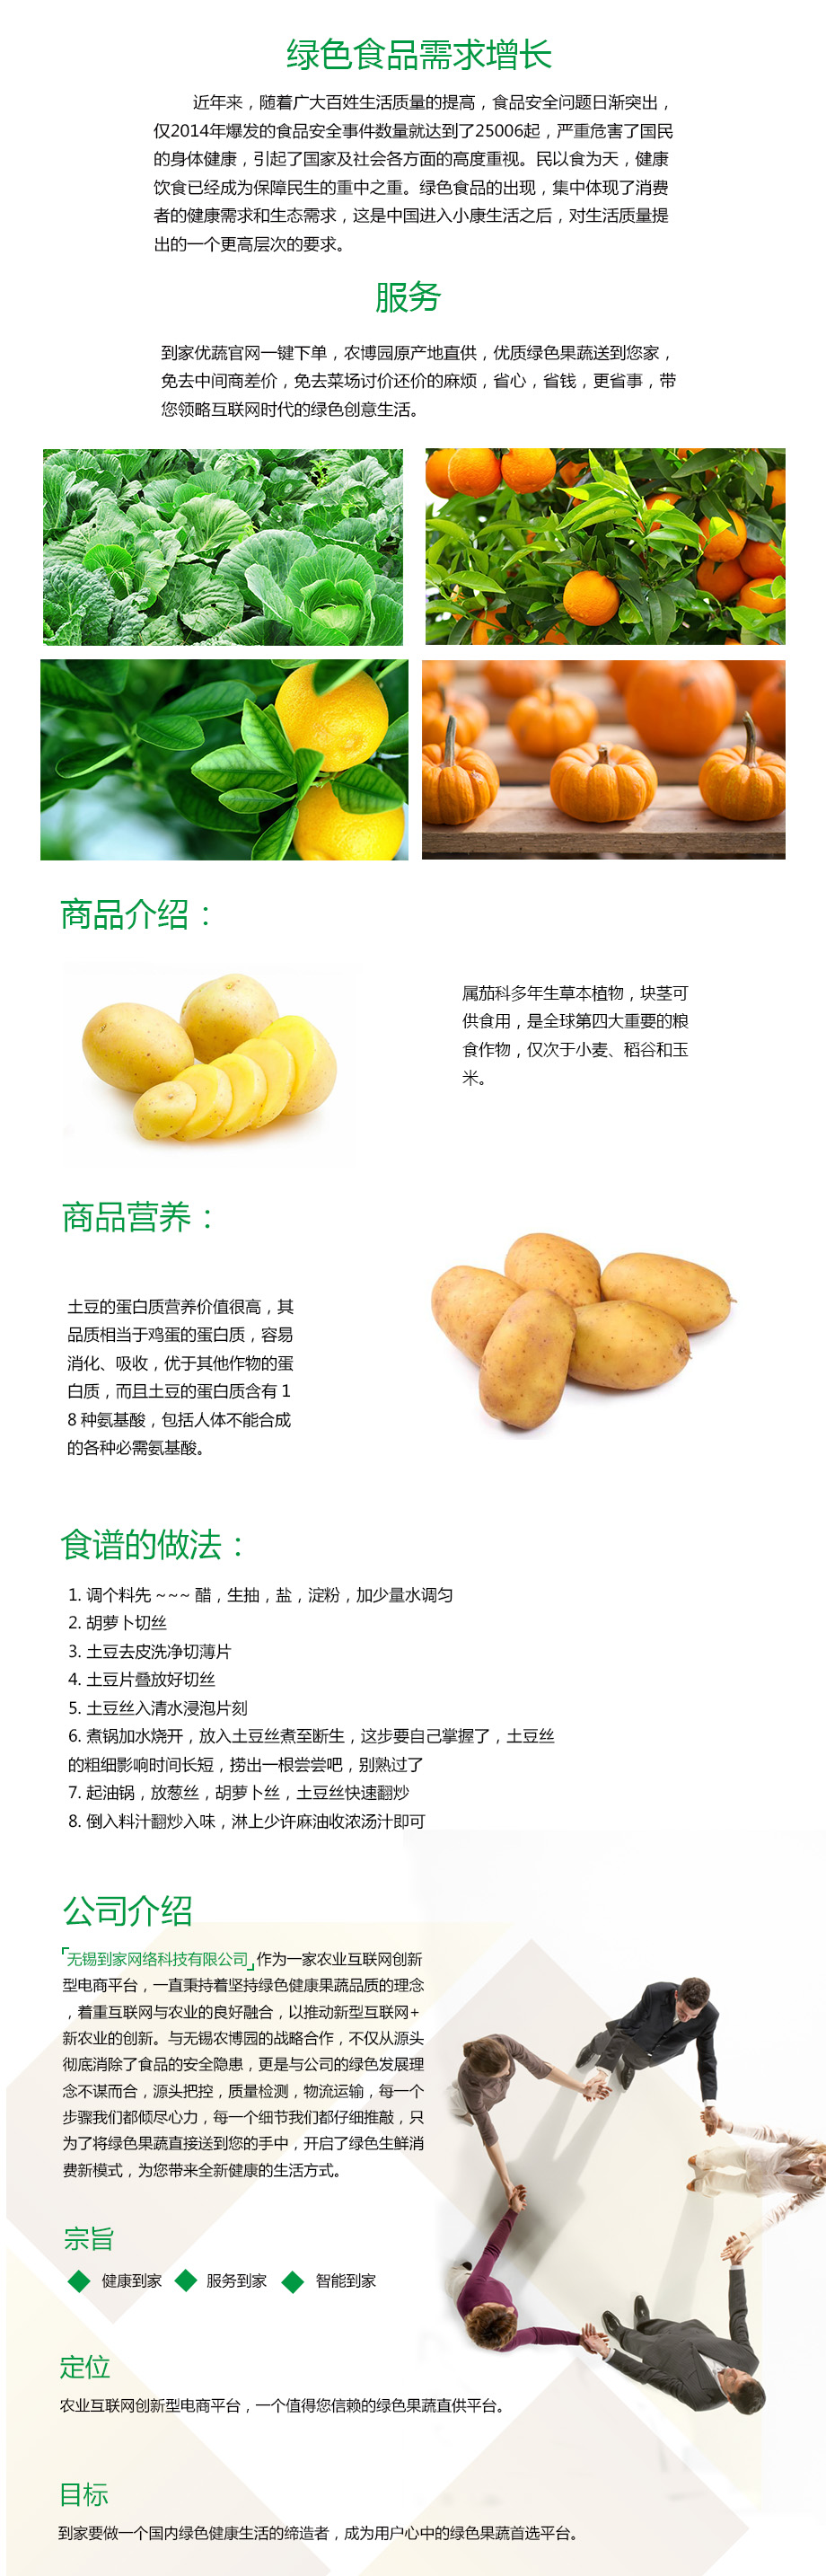 绿色食品需求增长
近年来，随着广大百姓生活质量的提高，食品安全问题日渐突出，
仅2014年爆发的食品安全事件数量就达到了25006起，严重危害了国民
的身体健康，引起了国家及社会各方面的高度重视。民以食为天，健康
饮食已经成为保障民生的重中之重。绿色食品的出现，集中体现了消费
者的健康需求和生态需求，这是中国进入小康生活之后，对生活质量提
出的一个更高层次的要求。
服务
到家优蔬官网一键下单，农博园原产地直供，优质绿色果蔬送到您家，
免去中间商差价，免去菜场讨价还价的麻烦，省心，省钱，更省事，带
您领略互联网时代的绿色创意生活。
商品介绍：
属茄科多年生草本植物，块茎可
供食用，是全球第四大重要的粮
食作物，仅次于小麦、稻谷和玉
米。
商品营养：
土豆的蛋白质营养价值很高，其
品质相当于鸡蛋的蛋白质，容易
消化、吸收，优于其他作物的蛋
白质，而且土豆的蛋白质含有 1
8 种氨基酸，包括人体不能合成
的各种必需氨基酸。
食谱的做法：
1. 调个料先 ~~~ 醋，生抽，盐，淀粉，加少量水调匀
2. 胡萝卜切丝
3. 土豆去皮洗净切薄片
4. 土豆片叠放好切丝
5. 土豆丝入清水浸泡片刻
6. 煮锅加水烧开，放入土豆丝煮至断生，这步要自己掌握了，土豆丝
的粗细影响时间长短，捞出一根尝尝吧，别熟过了
7. 起油锅，放葱丝，胡萝卜丝，土豆丝快速翻炒
8. 倒入料汁翻炒入味，淋上少许麻油收浓汤汁即可
公司介绍
「无锡到家网络科技有限公司」作为一家农业互联网创新
型电商平台，一直秉持着坚持绿色健康果蔬品质的理念
，着重互联网与农业的良好融合，以推动新型互联网+
新农业的创新。与无锡农博园的战略合作，不仅从源头
彻底消除了食品的安全隐患，更是与公司的绿色发展理
念不谋而合，源头把控，质量检测，物流运输，每一个
步骤我们都倾尽心力，每一个细节我们都仔细推敲，只
为了将绿色果蔬直接送到您的手中，开启了绿色生鲜消
费新模式，为您带来全新健康的生活方式。
宗旨
健康到家 服务到家 智能到家
定位
农业互联网创新型电商平台，一个值得您信赖的绿色果蔬直供平台。
目标
到家要做一个国内绿色健康生活的缔造者，成为用户心中的绿色果蔬首选平台。